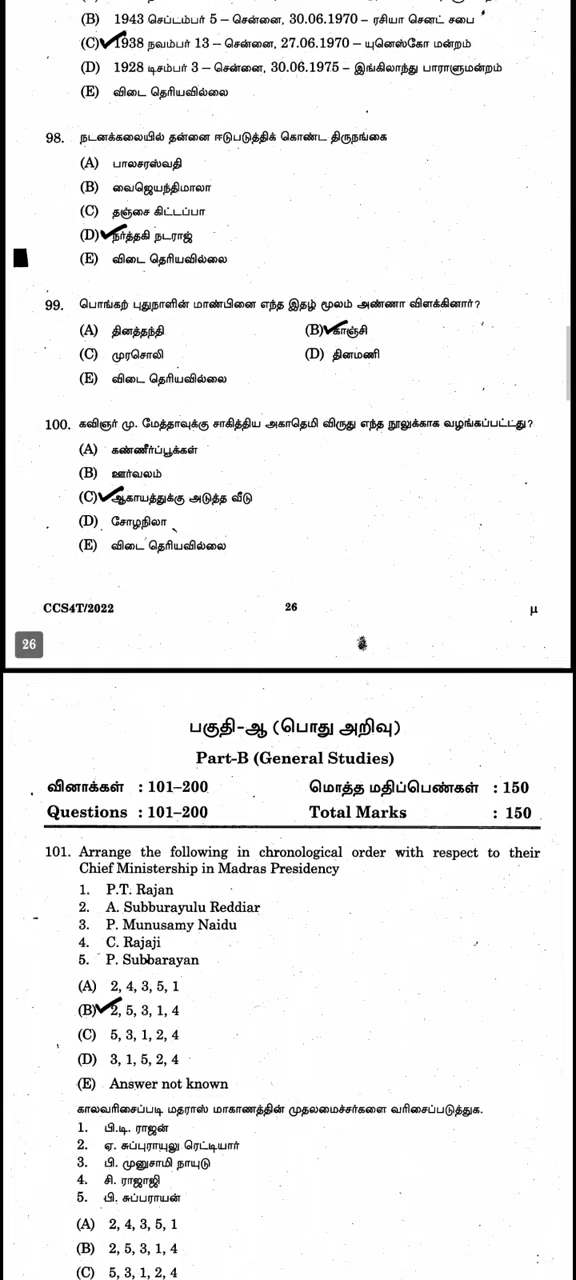 (B) 1943 செப்டம்பர் 5 – சென்னை, 30.06.1970 – ரசியா செனட் சபை
(C) 1938 நவம்பர் 13 – சென்னை, 27.06.1970 – யுனெஸ்கோ மன்றம்
(D) 1928 டிசம்பர் 3 – சென்னை, 30.06.1975 – இங்கிலாந்து பாராளுமன்றம்
(E) விடை தெரியவில்லை
98. நடனக்கலையில் தன்னை ஈடுபடுத்திக் கொண்ட திருநங்கை
(A) பாலசரஸ்வதி
(B) வைஜெயந்திமாலா
(C) தஞ்சை கிட்டப்பா
(D) நர்த்தகி நடராஜ்
(E) விடை தெரியவில்லை
99. பொங்கற் புதுநாளின் மாண்பினை எந்த இதழ் மூலம் அண்ணா விளக்கினார்?
(A) தினத்தந்தி (B) காஞ்சி
(C) முரசொலி (D) தினமணி
(E) விடை தெரியவில்லை
100. கவிஞர் மு. மேத்தாவுக்கு சாகித்திய அகாதெமி விருது எந்த நூலுக்காக வழங்கப்பட்டது?
(A) கண்ணீர்ப்பூக்கள்
(B) ஊர்வலம்
(C) ஆகாயத்துக்கு அடுத்த வீடு
(D) சோழநிலா
(E) விடை தெரியவில்லை
CCS4T/2022 26 μ
26
பகுதி-ஆ (பொது அறிவு)
Part-B (General Studies)
வினாக்கள் : 101–200 மொத்த மதிப்பெண்கள் : 150
Questions : 101–200 Total Marks : 150
101. Arrange the following in chronological order with respect to their
Chief Ministership in Madras Presidency
1. P.T. Rajan
2. A. Subburayulu Reddiar
3. P. Munusamy Naidu
4. C. Rajaji
5. P. Subbarayan
(A) 2, 4, 3, 5, 1
(B) 2, 5, 3, 1, 4
(C) 5, 3, 1, 2, 4
(D) 3, 1, 5, 2, 4
(E) Answer not known
காலவரிசைப்படி மதராஸ் மாகாணத்தின் முதலமைச்சர்களை வரிசைப்படுத்துக.
1. பி.டி. ராஜன்
2. ஏ. சுப்புராயுலு ரெட்டியார்
3. பி. முனுசாமி நாயுடு
4. சி. ராஜாஜி
5. பி. சுப்பராயன்
(A) 2, 4, 3, 5, 1
(B) 2, 5, 3, 1, 4
(C) 5, 3, 1, 2, 4